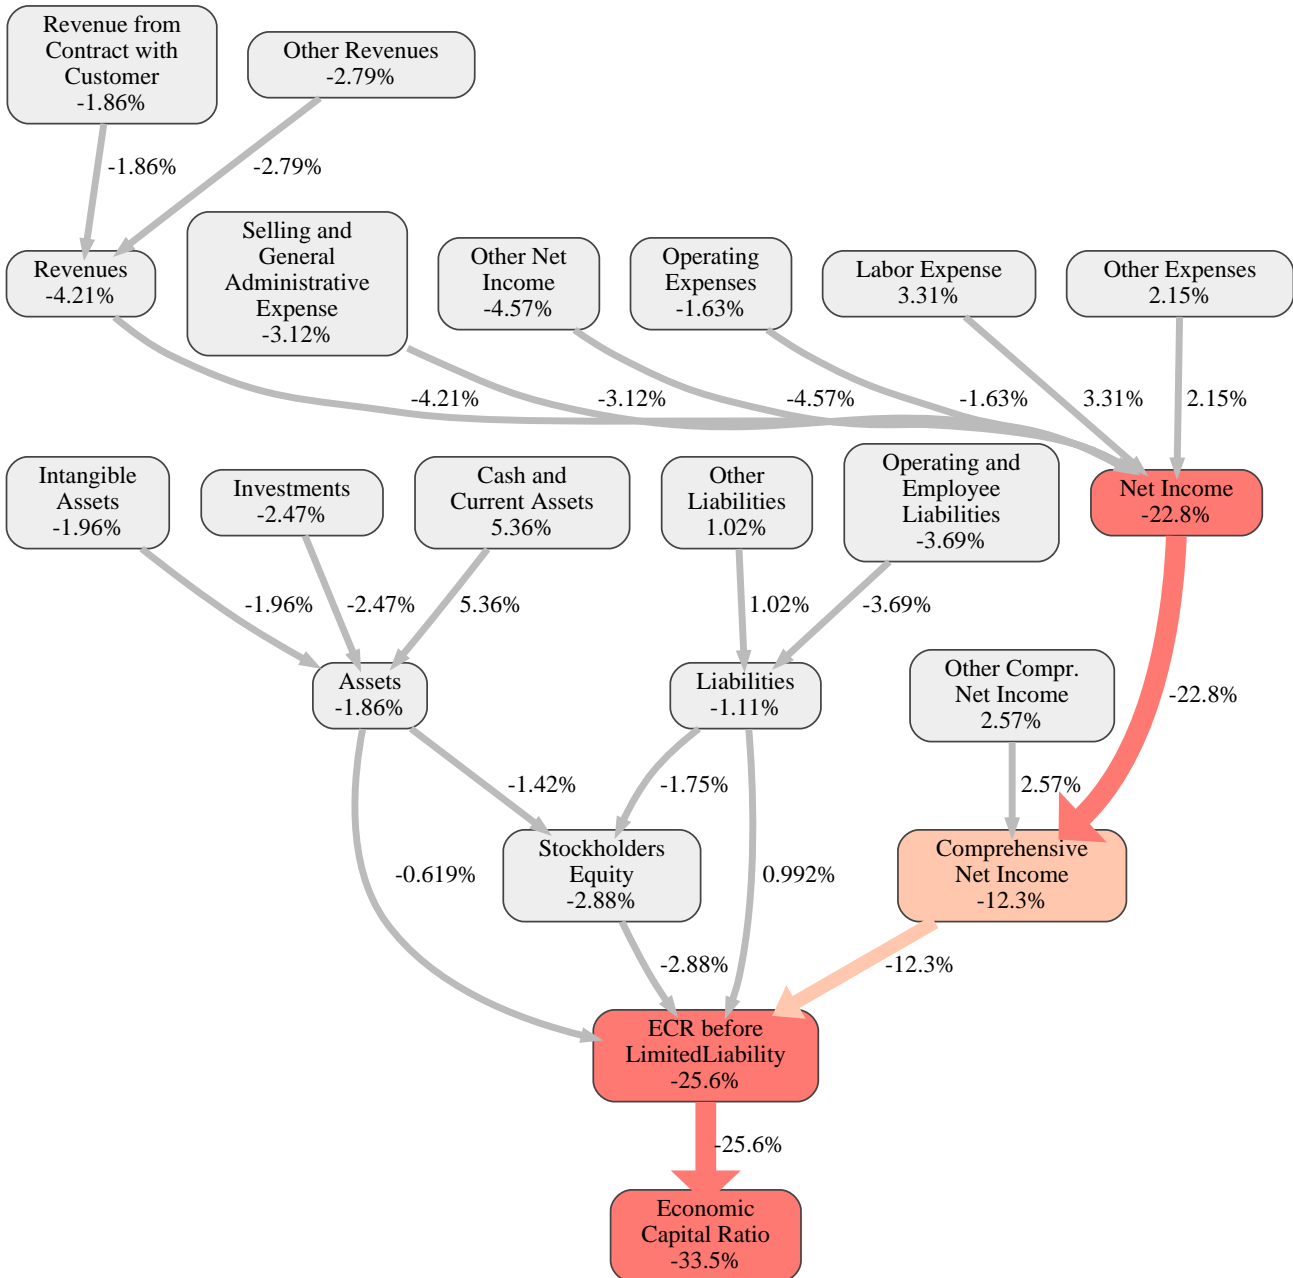 Revenue from
Contract with
Customer
-1.86%
Other Revenues
-2.79%
-1.86%
-2.79%
Revenues
-4.21%
Selling and
General
Administrative
Expense
-3.12%
Other Net
Income
-4.57%
Operating
Expenses
-1.63%
Labor Expense
3.31%
Other Expenses
2.15%
-4.21%
-3.12%
-4.57%
-1.63%
3.31%
2.15%
Intangible
Assets
-1.96%
Investments
-2.47%
Cash and
Current Assets
5.36%
Other
Liabilities
1.02%
Operating and
Employee
Liabilities
-3.69%
Net Income
-22.8%
-1.96%
-2.47%
5.36%
1.02%
-3.69%
-22.8%
Assets
-1.86%
Liabilities
-1.11%
Other Compr.
Net Income
2.57%
-1.42%
-1.75%
2.57%
-0.619%
Stockholders
Equity
-2.88%
0.992%
Comprehensive
Net Income
-12.3%
-2.88%
-12.3%
ECR before
LimitedLiability
-25.6%
-25.6%
Economic
Capital Ratio
-33.5%